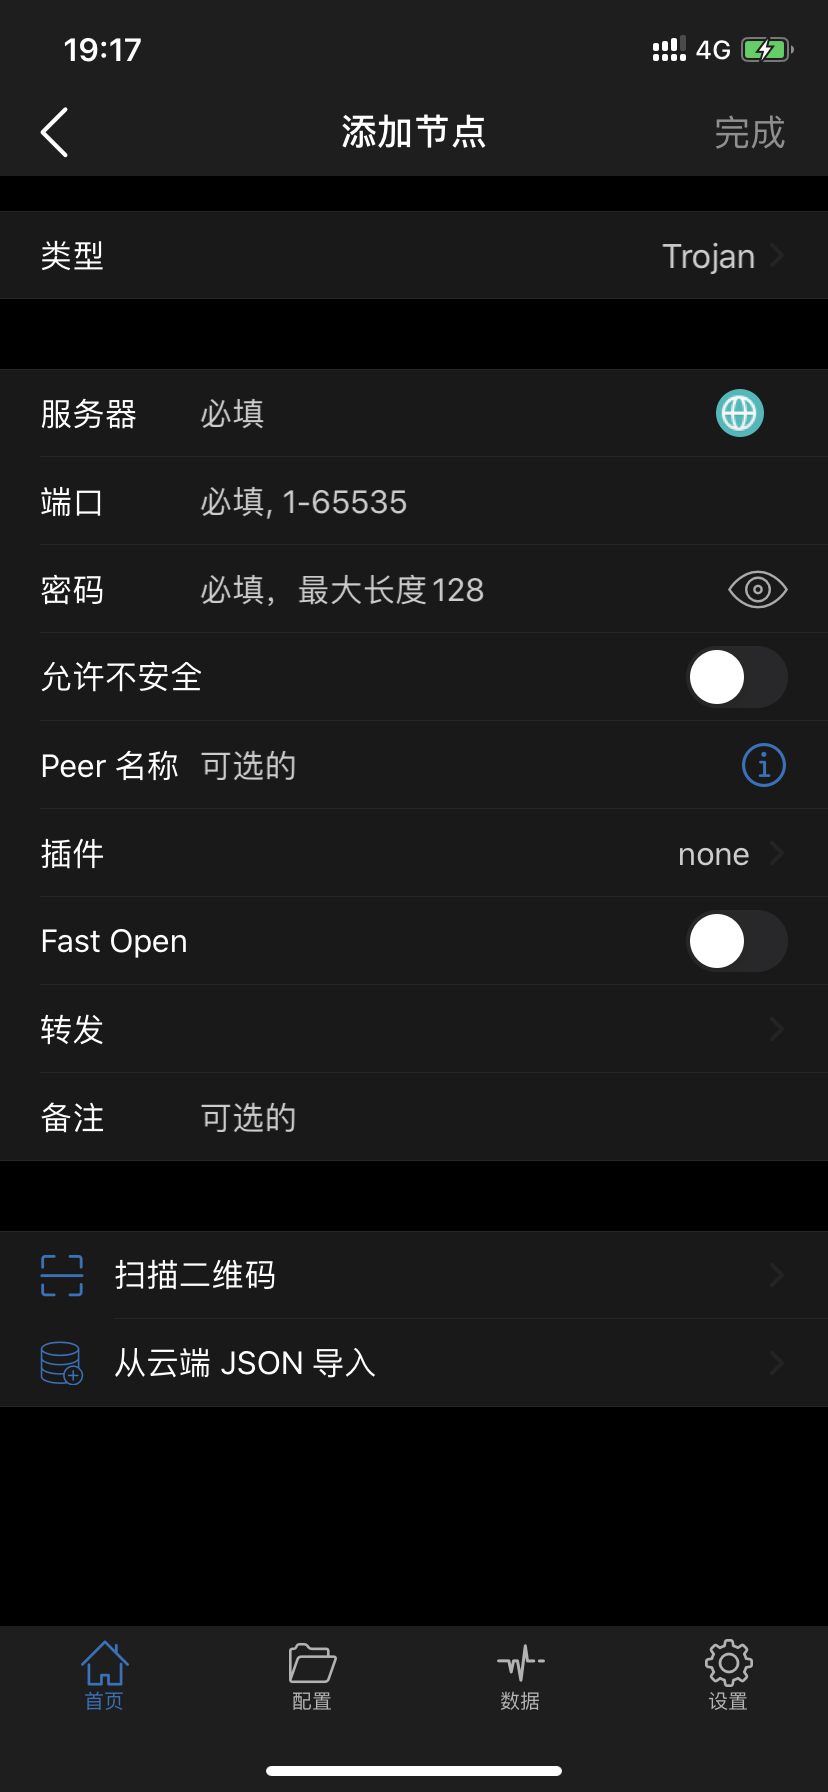 19:17
4G
添加节点
完成
类型
Trojan
服务器 必填
端口 必填, 1-65535
密码 必填，最大长度128
允许不安全
Peer 名称 可选的
插件 none
Fast Open
转发
备注 可选的
扫描二维码
从云端 JSON 导入
首页 配置 数据 设置